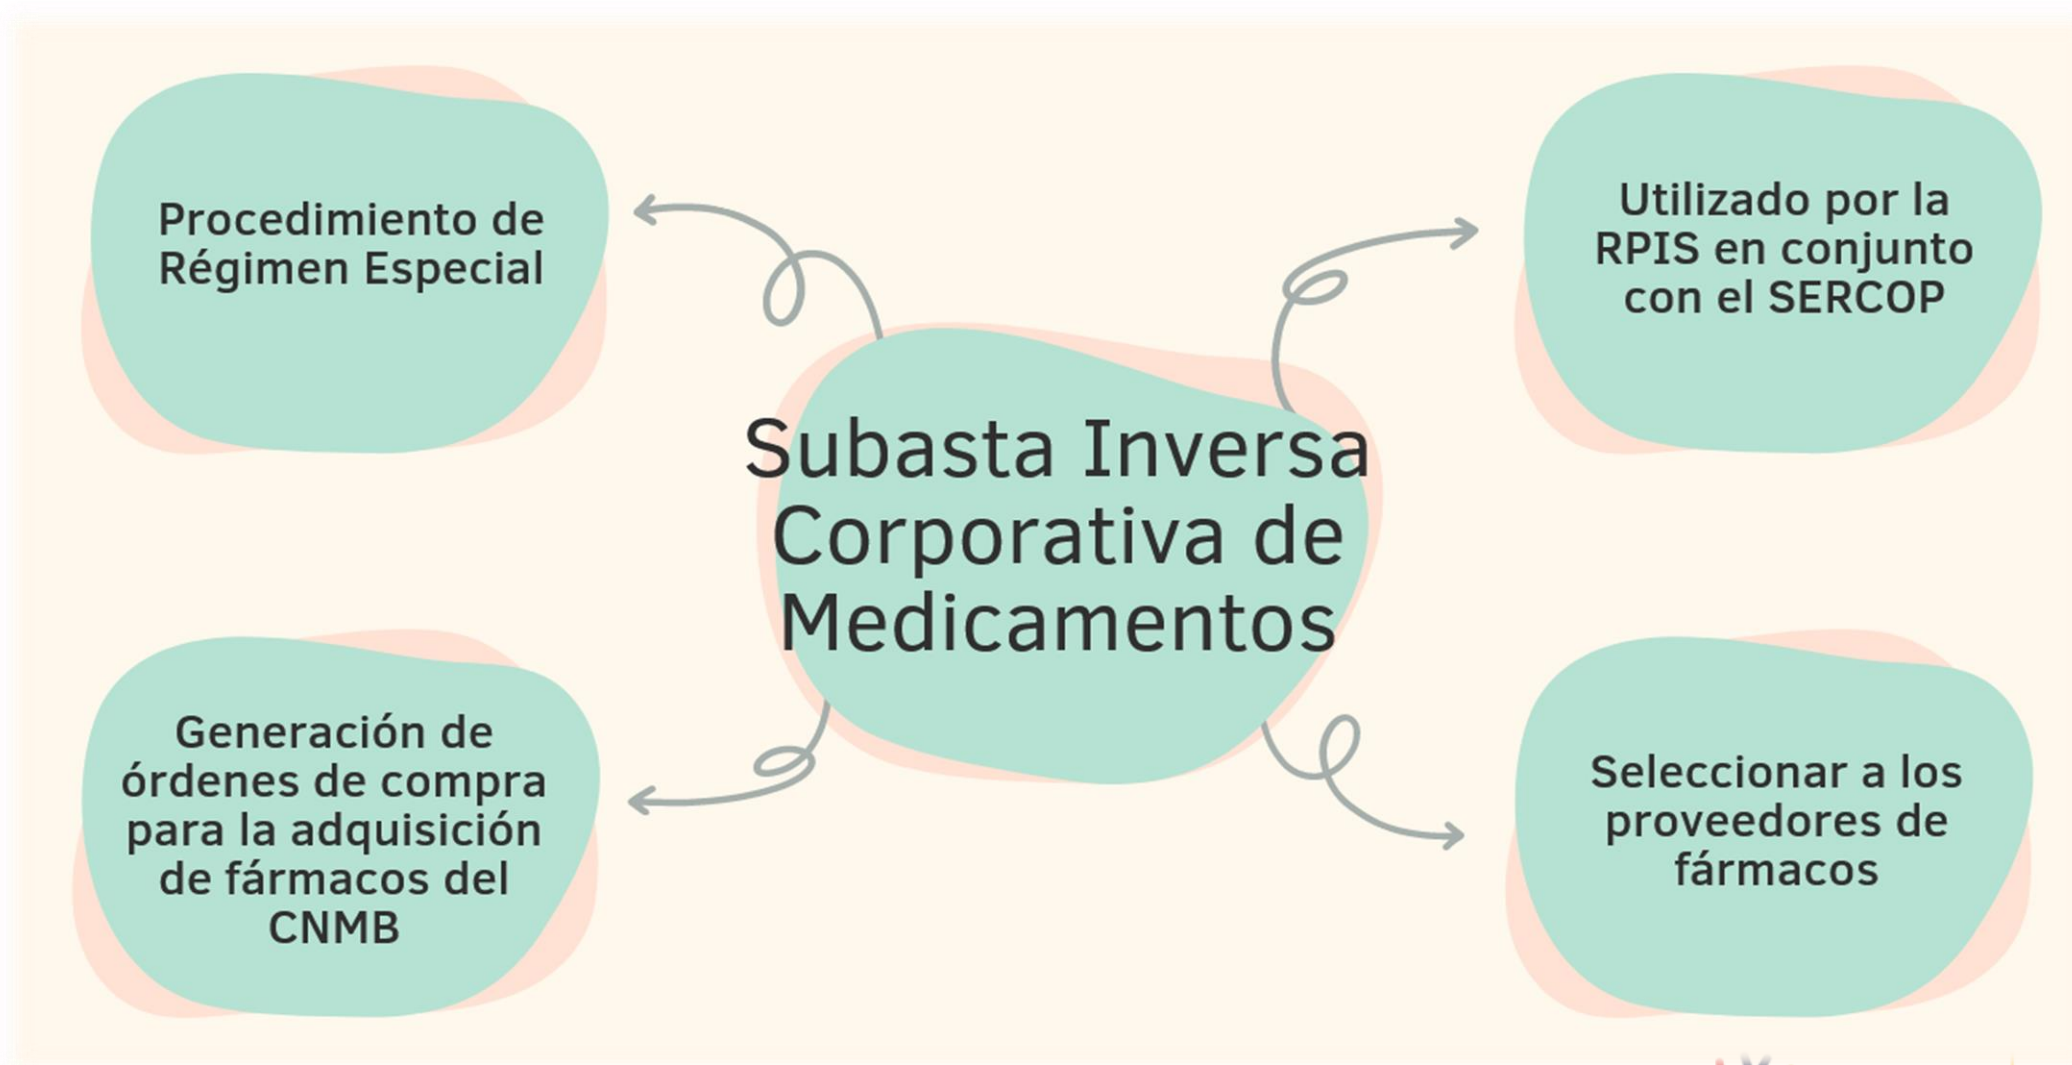 Procedimiento de
Régimen Especial
Utilizado por la
RPIS en conjunto
con el SERCOP
Subasta Inversa
Corporativa de
Medicamentos
Generación de
órdenes de compra
para la adquisición
de fármacos del
CNMB
Seleccionar a los
proveedores de
fármacos